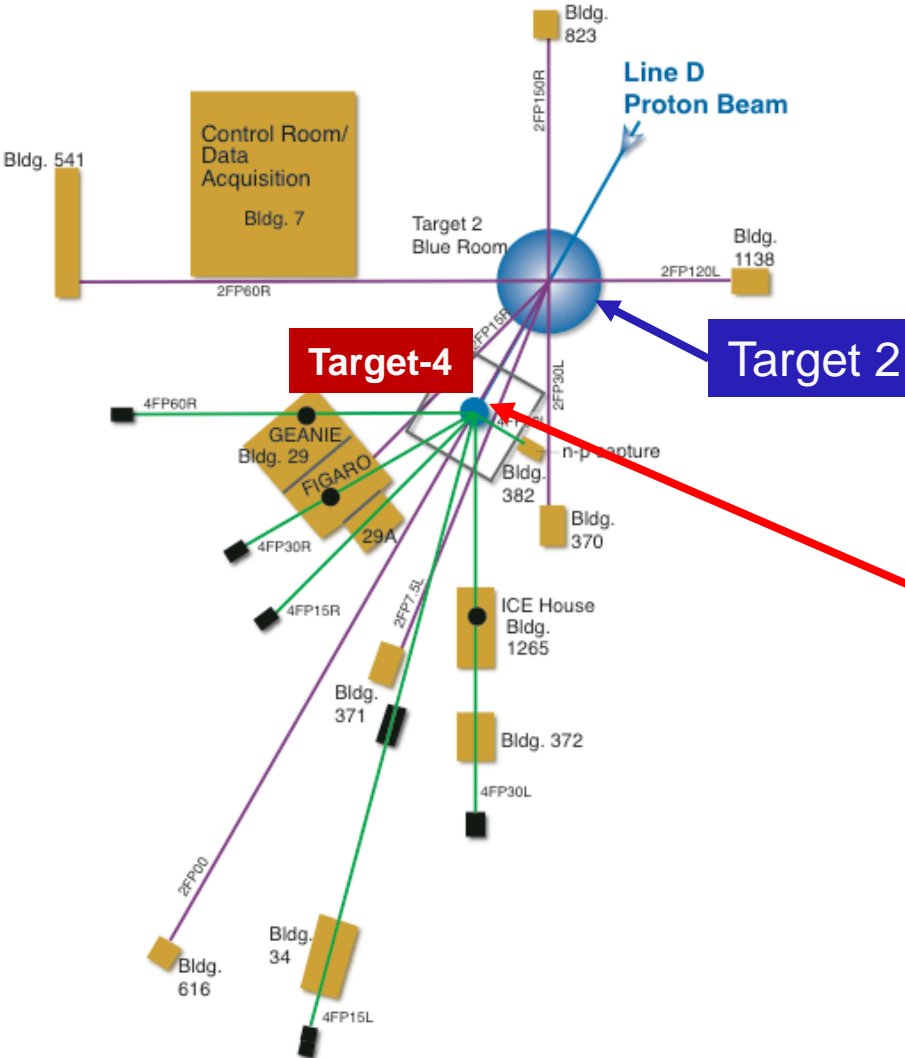 Bldg.
823
2FP150R
Line D
Proton Beam
Control Room/
Data
Acquisition
Bldg. 7
Bldg. 541
Target 2
Blue Room
Bldg.
1138
2FP60R
2FP120L
2FP15R
Target-4
Target 2
2FP30L
4FP60R
GEANIE
Bldg. 29
FIGARO
n-p capture
Bldg.
382
29A
Bldg.
370
4FP30R
4FP15R
2FP7.5L
ICE House
Bldg.
1265
Bldg.
371
Bldg. 372
4FP30L
2FP00
Bldg.
34
Bldg.
616
4FP15L